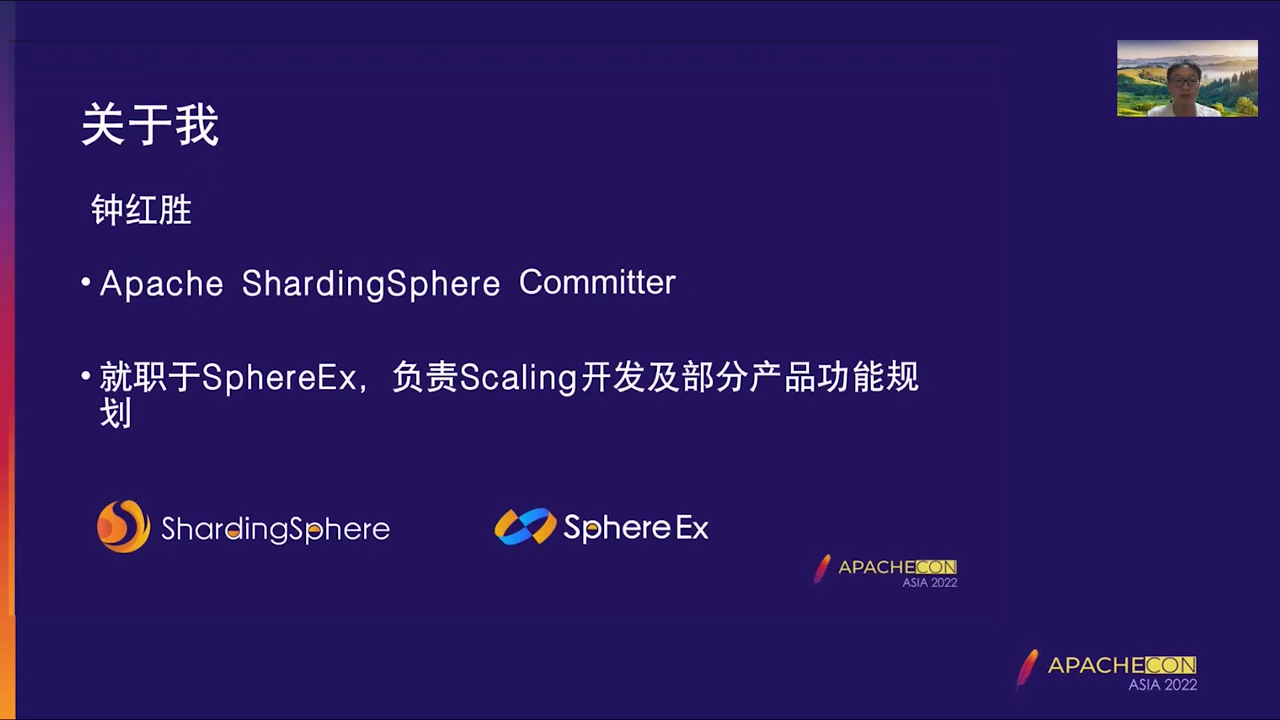 关于我
钟红胜
• Apache ShardingSphere Committer
• 就职于SphereEx，负责Scaling开发及部分产品功能规
划
ShardingSphere
SphereEx
APACHECON
ASIA 2022
APACHECON
ASIA 2022